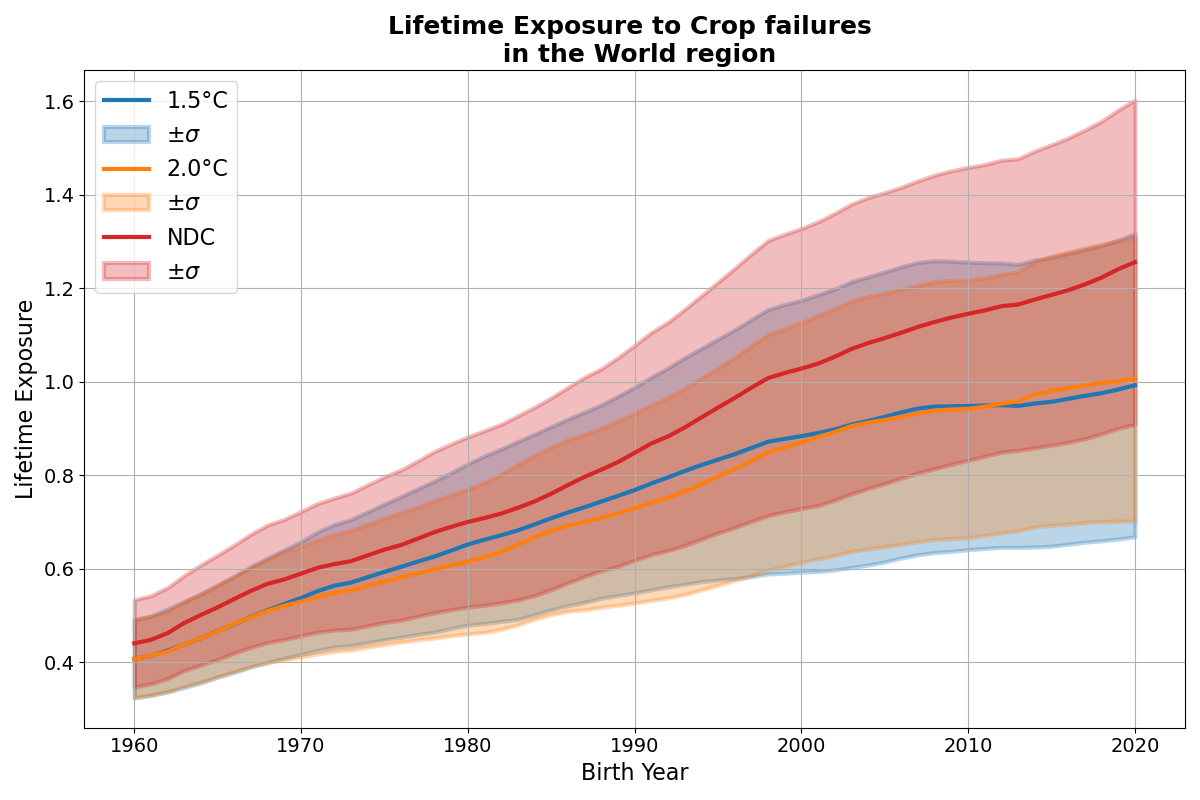 Lifetime Exposure to Crop failures
in the World region
1.5°C
±σ
2.0°C
±σ
NDC
±σ
Lifetime Exposure
1.6
1.4
1.2
1.0
0.8
0.6
0.4
1960 1970 1980 1990 2000 2010 2020
Birth Year